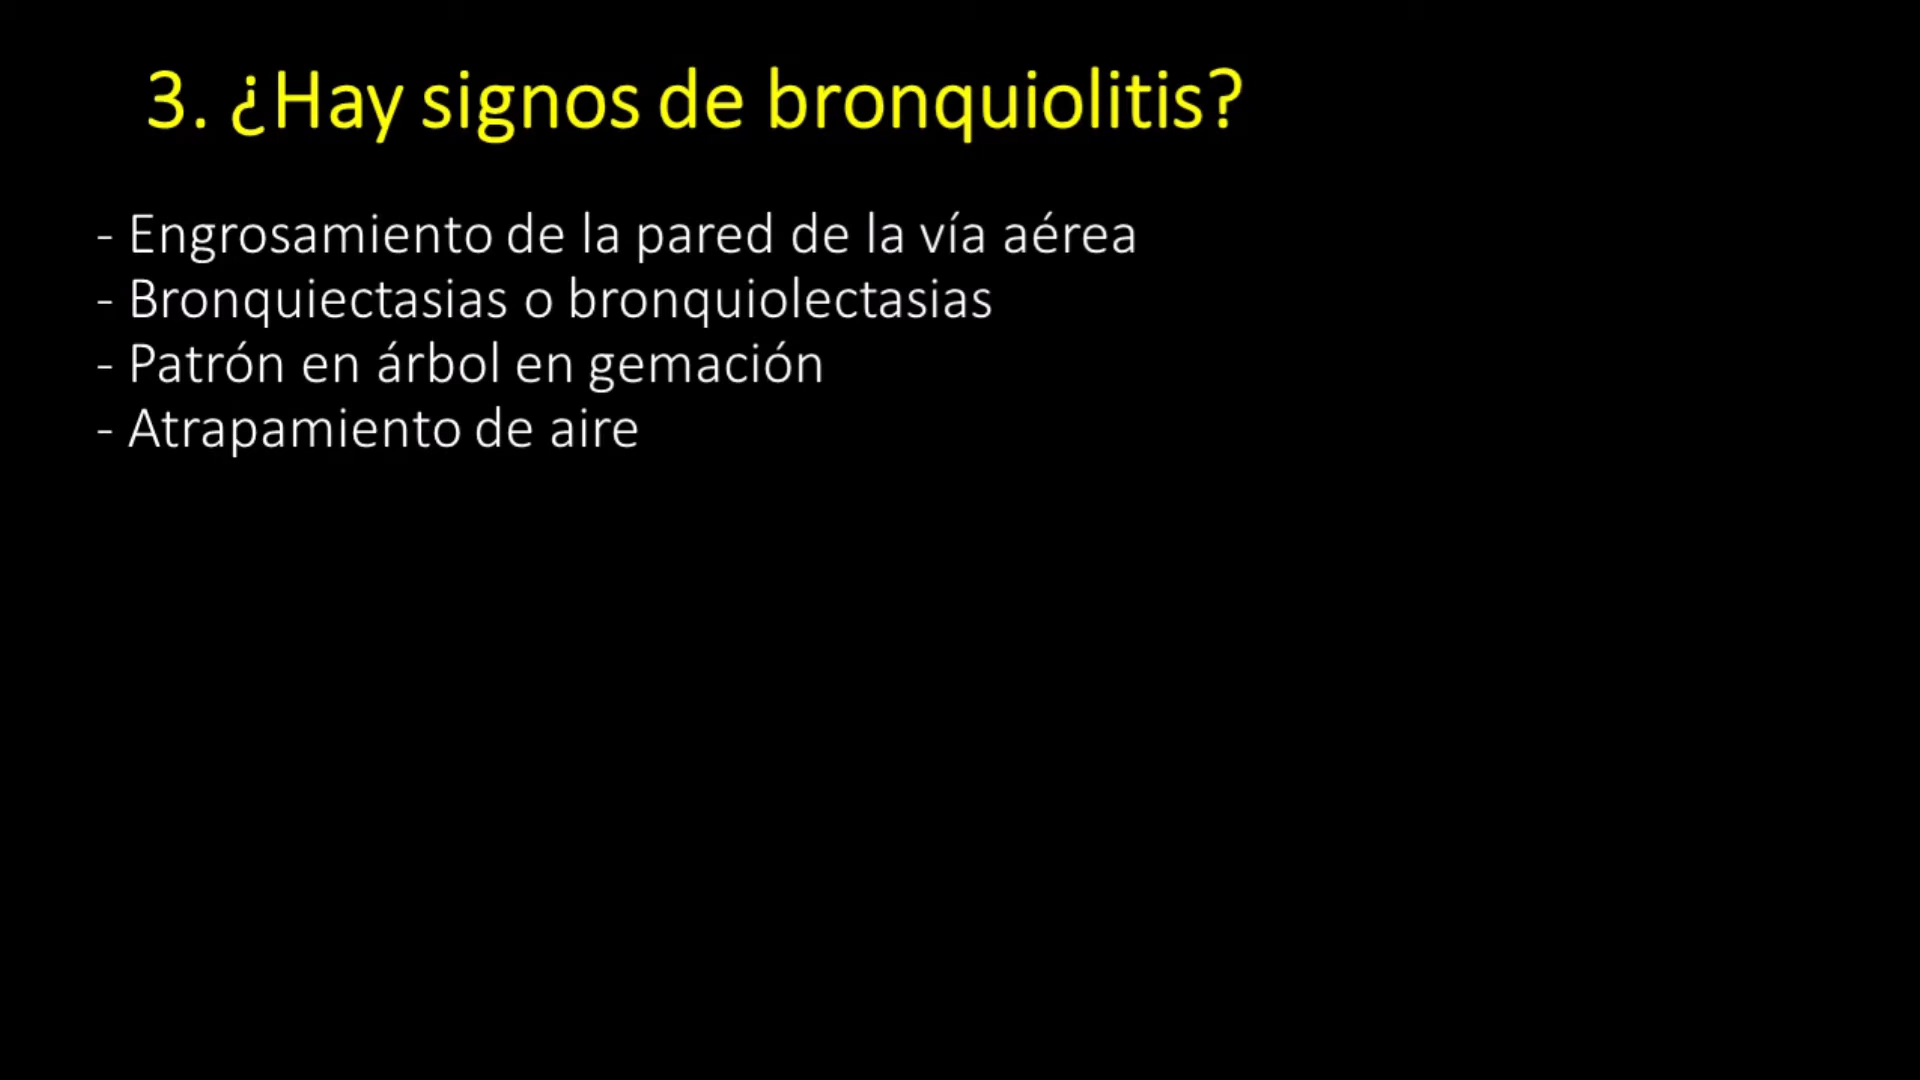 3. ¿Hay signos de bronquiolitis?
- Engrosamiento de la pared de la vía aérea
- Bronquiectasias o bronquiolectasias
- Patrón en árbol en gemación
- Atrapamiento de aire